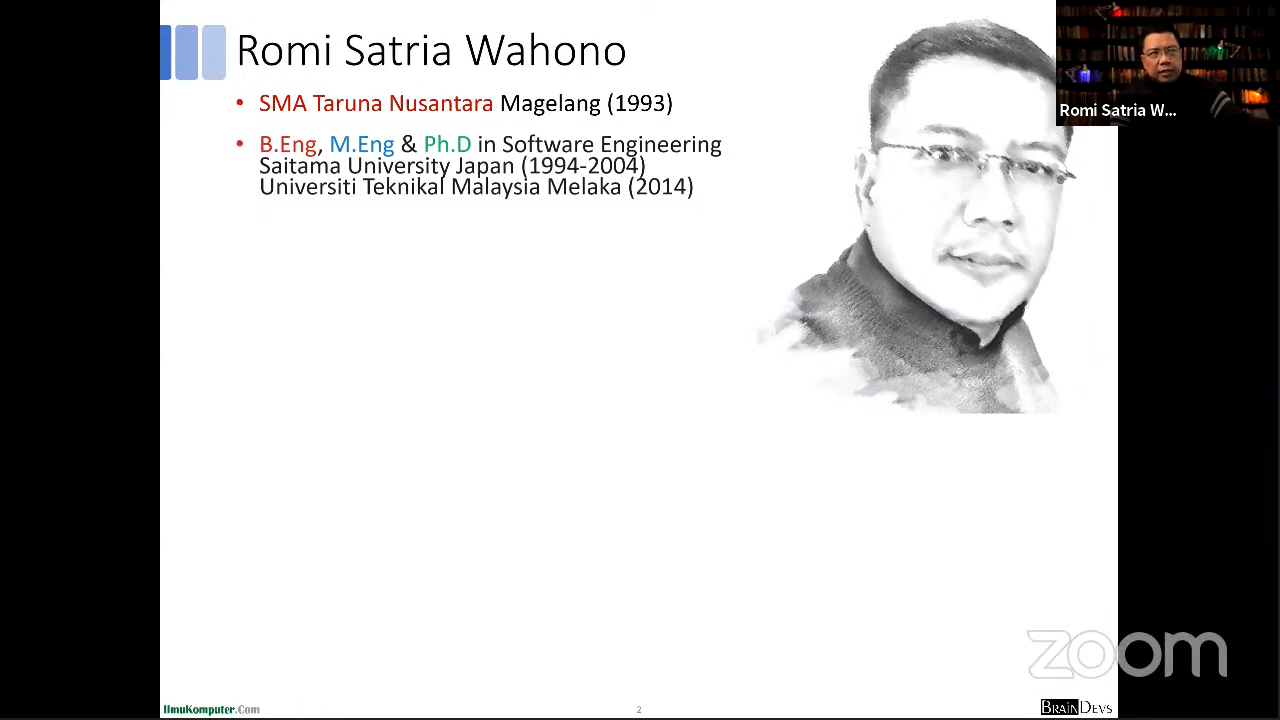 Romi Satria Wahono
Romi Satria W...
• SMA Taruna Nusantara Magelang (1993)
• B.Eng, M.Eng & Ph.D in Software Engineering
Saitama University Japan (1994-2004)
Universiti Teknikal Malaysia Melaka (2014)
zoom
IlmuKomputer.Com
2
BRAINDEVS